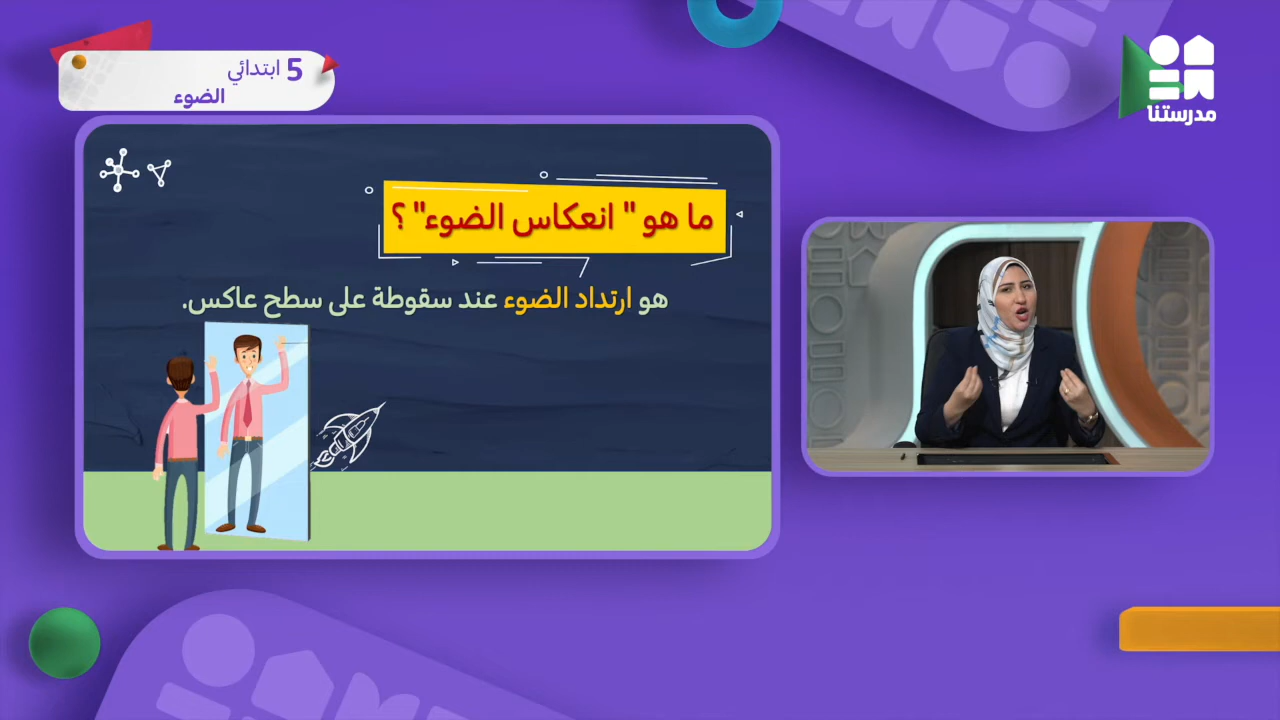 5 ابتدائي
الضوء
مدرستنا
ما هو " انعكاس الضوء" ؟
هو ارتداد الضوء عند سقوطة على سطح عاكس.